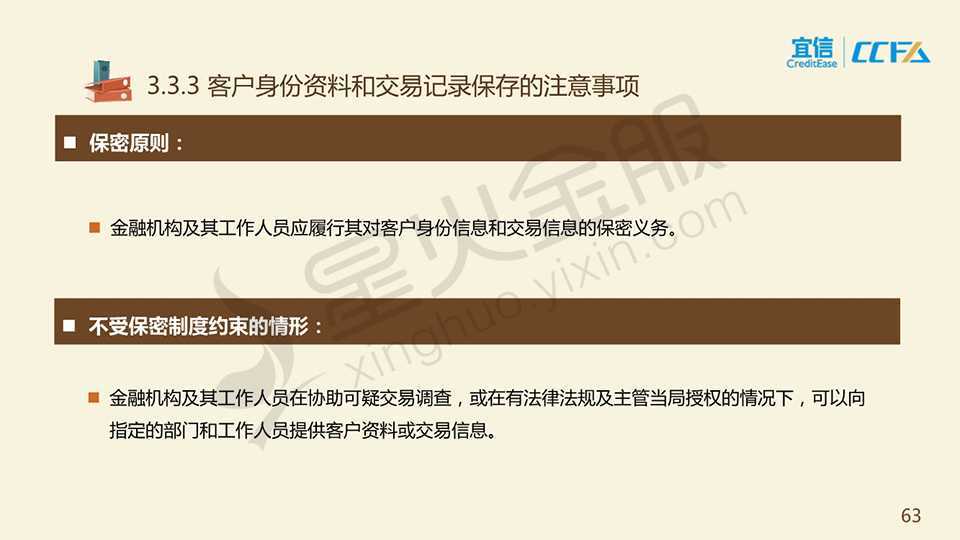 宜信
CreditEase
CCFA
3.3.3 客户身份资料和交易记录保存的注意事项
保密原则：
金融机构及其工作人员应履行其对客户身份信息和交易信息的保密义务。
不受保密制度约束的情形：
金融机构及其工作人员在协助可疑交易调查，或在有法律法规及主管当局授权的情况下，可以向
指定的部门和工作人员提供客户资料或交易信息。
星火金服
xinghuo.yixin.com
63